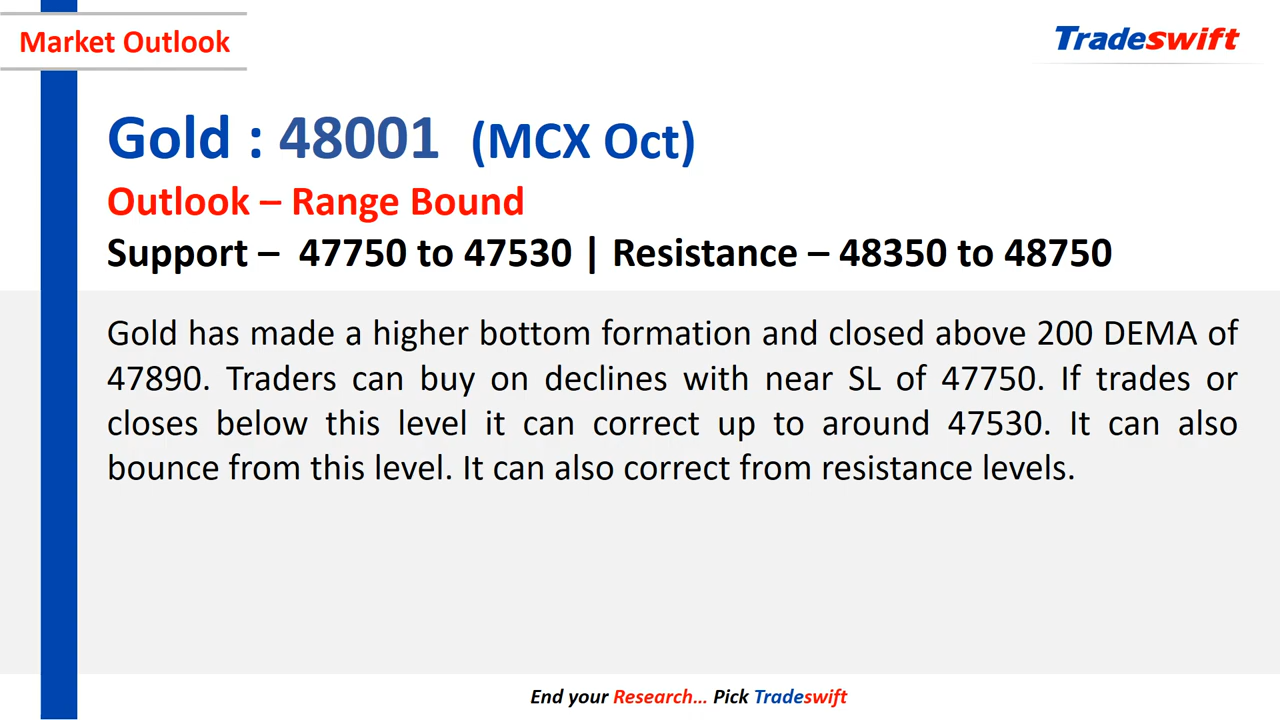 Market Outlook
Tradeswift
Gold : 48001 (MCX Oct)
Outlook – Range Bound
Support – 47750 to 47530 | Resistance – 48350 to 48750
Gold has made a higher bottom formation and closed above 200 DEMA of
47890. Traders can buy on declines with near SL of 47750. If trades or
closes below this level it can correct up to around 47530. It can also
bounce from this level. It can also correct from resistance levels.
End your Research... Pick Tradeswift